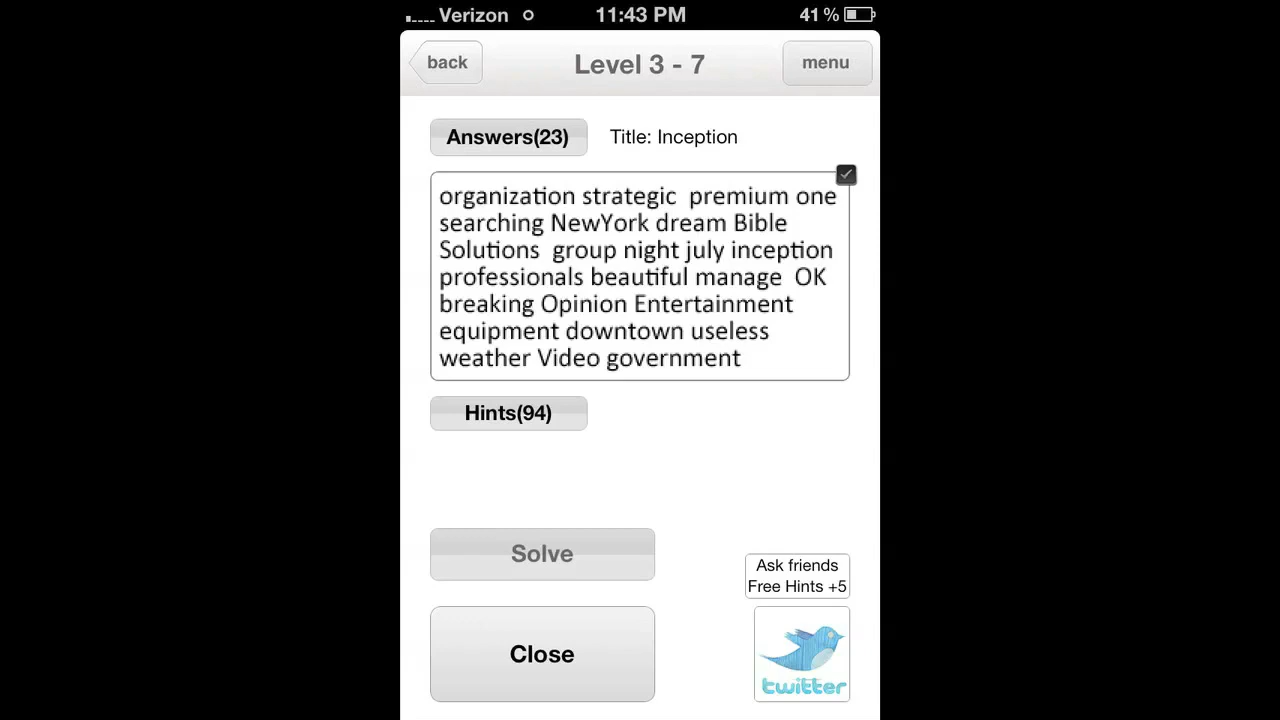 Verizon 11:43 PM 41 %
back Level 3 - 7 menu
Answers(23) Title: Inception
organization strategic premium one
searching NewYork dream Bible
Solutions group night july inception
professionals beautiful manage OK
breaking Opinion Entertainment
equipment downtown useless
weather Video government
Hints(94)
Solve
Ask friends
Free Hints +5
Close
twitter